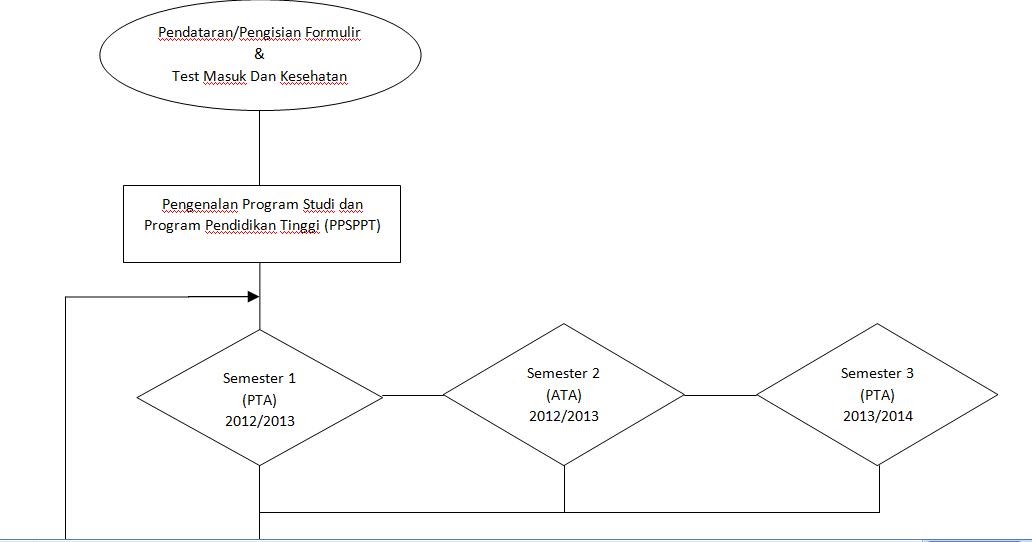 Pendataran/Pengisian Formulir
&
Test Masuk Dan Kesehatan
Pengenalan Program Studi dan
Program Pendidikan Tinggi (PPSPPT)
Semester 1
(PTA)
2012/2013
Semester 2
(ATA)
2012/2013
Semester 3
(PTA)
2013/2014